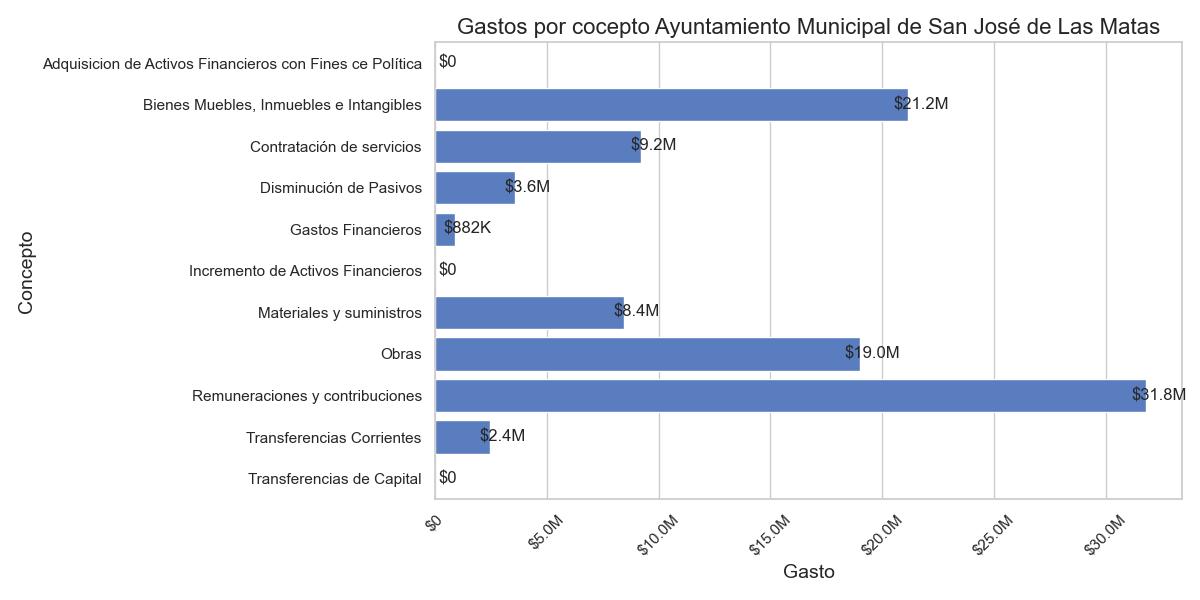 Gastos por cocepto Ayuntamiento Municipal de San José de Las Matas
Concepto
Adquisicion de Activos Financieros con Fines ce Política $0
Bienes Muebles, Inmuebles e Intangibles $21.2M
Contratación de servicios $9.2M
Disminución de Pasivos $3.6M
Gastos Financieros $882K
Incremento de Activos Financieros $0
Materiales y suministros $8.4M
Obras $19.0M
Remuneraciones y contribuciones $31.8M
Transferencias Corrientes $2.4M
Transferencias de Capital $0
$0 $5.0M $10.0M $15.0M $20.0M $25.0M $30.0M
Gasto